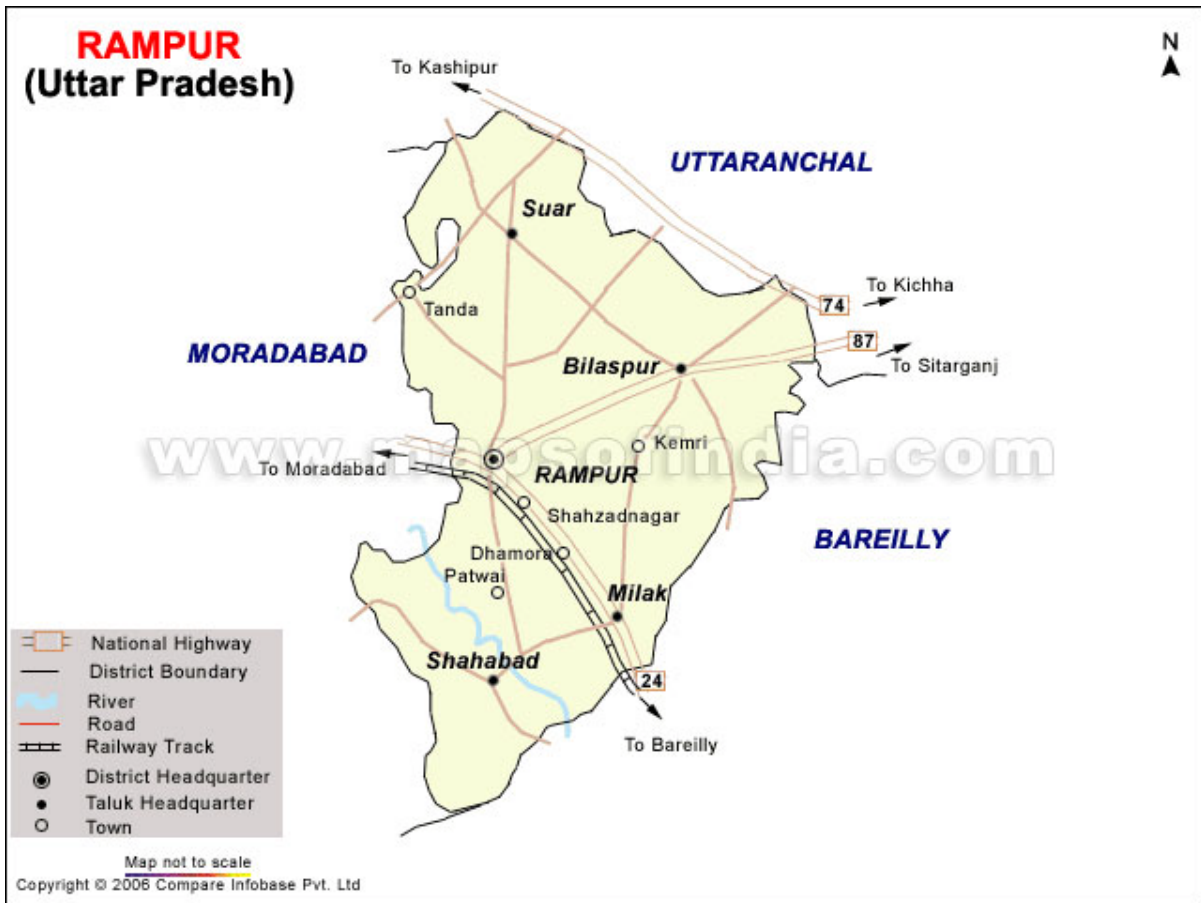 RAMPUR
(Uttar Pradesh)
N
To Kashipur
UTTARANCHAL
Suar
To Kichha
74
Tanda
87
MORADABAD
Bilaspur
To Sitarganj
www.mapsofindia.com
Kemri
To Moradabad
RAMPUR
Shahzadnagar
BAREILLY
Dhamora
Patwai
Milak
Shahabad
24
To Bareilly
National Highway
District Boundary
River
Road
Railway Track
District Headquarter
Taluk Headquarter
Town
Map not to scale
Copyright © 2006 Compare Infobase Pvt. Ltd